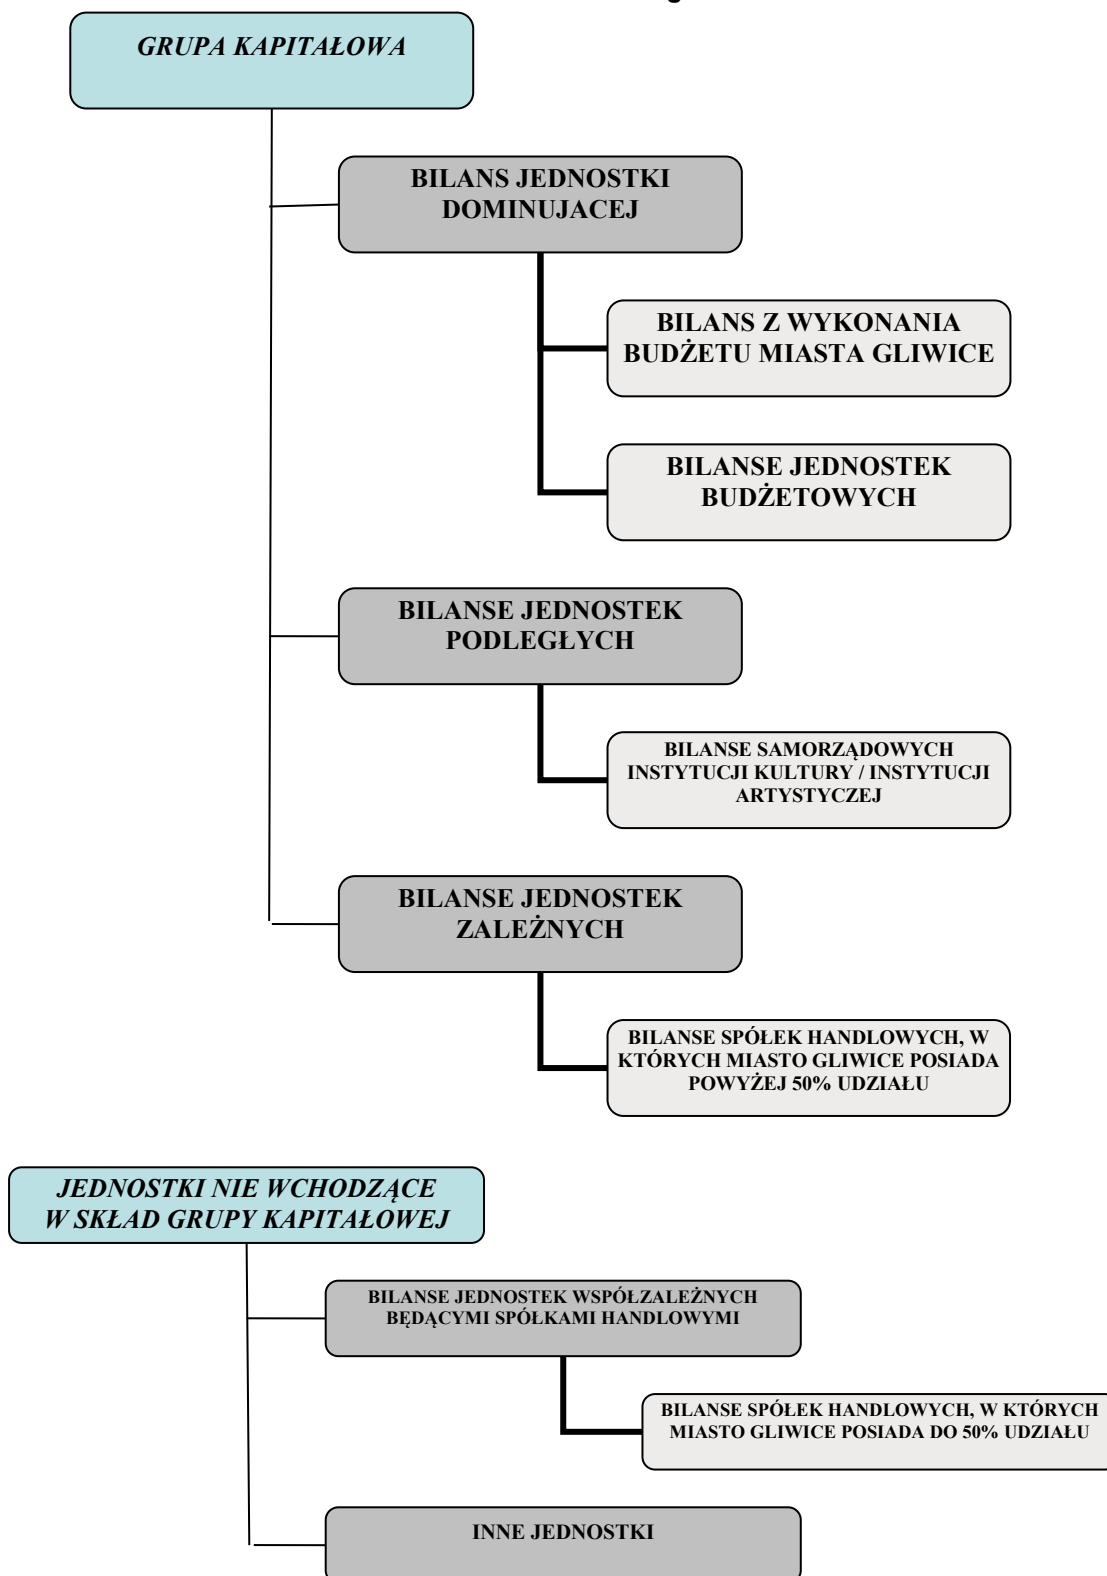 GRUPA KAPITAŁOWA
BILANS JEDNOSTKI
DOMINUJACEJ
BILANS Z WYKONANIA
BUDŻETU MIASTA GLIWICE
BILANSE JEDNOSTEK
BUDŻETOWYCH
BILANSE JEDNOSTEK
PODLEGŁYCH
BILANSE SAMORZĄDOWYCH
INSTYTUCJI KULTURY / INSTYTUCJI
ARTYSTYCZEJ
BILANSE JEDNOSTEK
ZALEŻNYCH
BILANSE SPÓŁEK HANDLOWYCH, W
KTÓRYCH MIASTO GLIWICE POSIADA
POWYŻEJ 50% UDZIAŁU
JEDNOSTKI NIE WCHODZĄCE
W SKŁAD GRUPY KAPITAŁOWEJ
BILANSE JEDNOSTEK WSPÓŁZALEŻNYCH
BĘDĄCYMI SPÓŁKAMI HANDLOWYMI
BILANSE SPÓŁEK HANDLOWYCH, W KTÓRYCH
MIASTO GLIWICE POSIADA DO 50% UDZIAŁU
INNE JEDNOSTKI